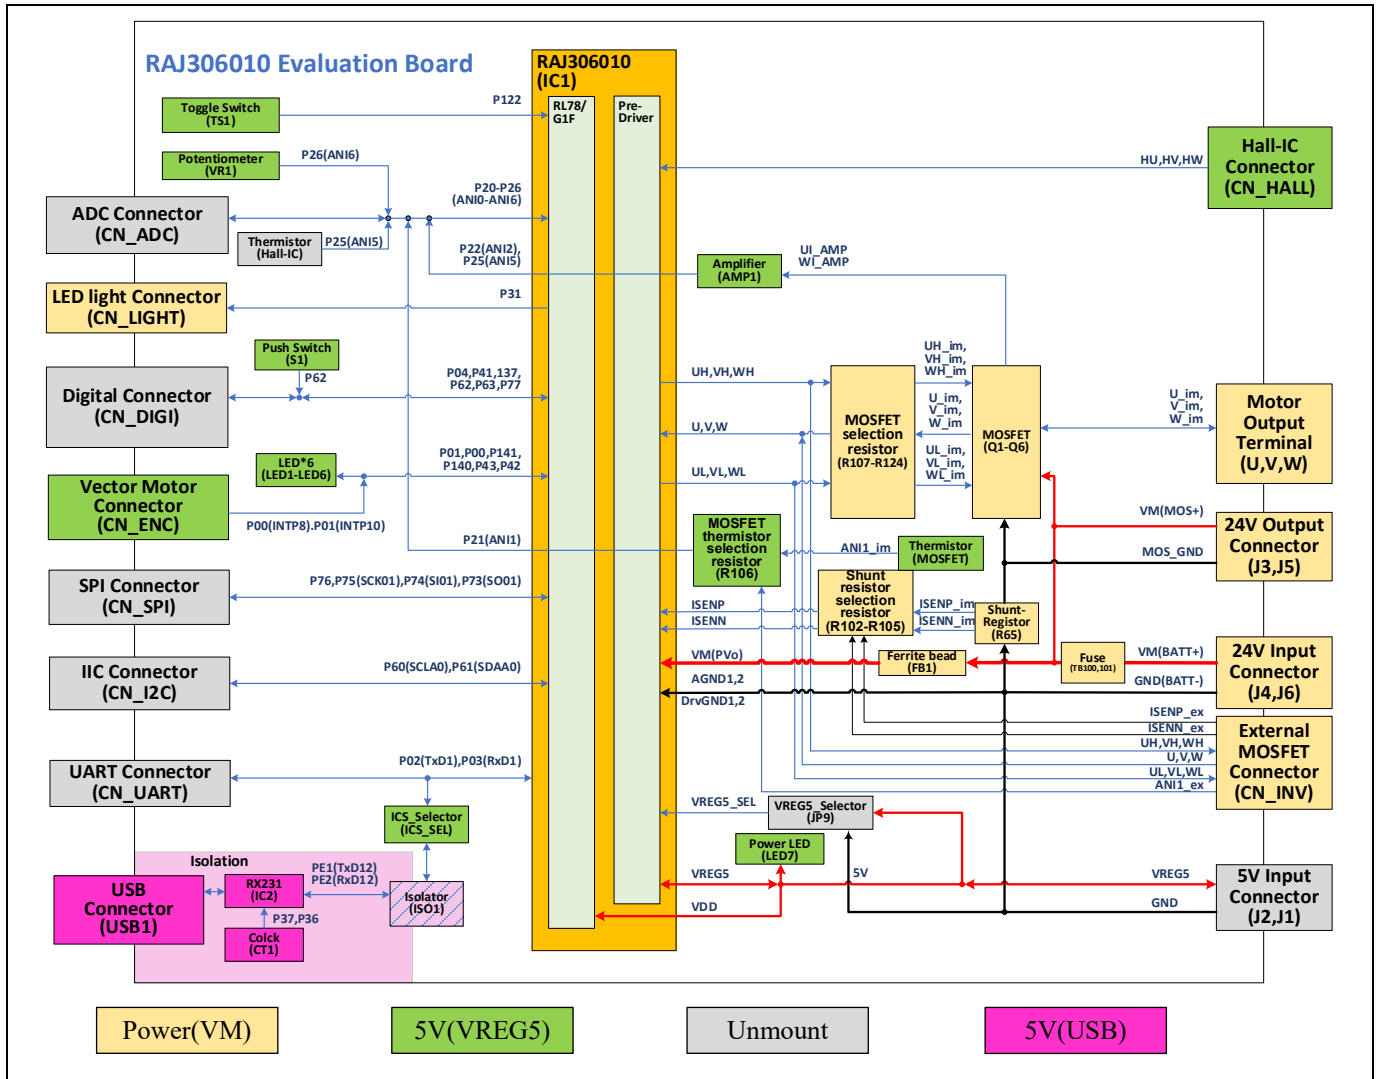 RAJ306010 Evaluation Board
RAJ306010
(IC1)
RL78/
G1F
Pre-
Driver
Toggle Switch
(TS1)
P122
Potentiometer
(VR1)
P26(ANI6)
P20-P26
(ANI0-ANI6)
ADC Connector
(CN_ADC)
Thermistor
(Hall-IC)
P25(ANI5)
P22(ANI2),
P25(ANI5)
LED light Connector
(CN_LIGHT)
P31
Push Switch
(S1)
P62
P04,P41,137,
P62,P63,P77
Digital Connector
(CN_DIGI)
LED*6
(LED1-LED6)
P01,P00,P141,
P140,P43,P42
Vector Motor
Connector
(CN_ENC)
P00(INTP8).P01(INTP10)
P21(ANI1)
SPI Connector
(CN_SPI)
P76,P75(SCK01),P74(SI01),P73(SO01)
IIC Connector
(CN_I2C)
P60(SCLA0),P61(SDAA0)
UART Connector
(CN_UART)
P02(TxD1),P03(RxD1)
ICS_Selector
(ICS_SEL)
Isolation
USB
Connector
(USB1)
RX231
(IC2)
PE1(TxD12)
PE2(RxD12)
P37,P36
Colck
(CT1)
Isolator
(ISO1)
HU,HV,HW
Hall-IC
Connector
(CN_HALL)
Amplifier
(AMP1)
UI_AMP
WI_AMP
UH,VH,WH
U,V,W
UL,VL,WL
MOSFET
selection
resistor
(R107-R124)
UH_im,
VH_im,
WH_im
U_im,
V_im,
W_im
UL_im,
VL_im,
WL_im
MOSFET
(Q1-Q6)
U_im,
V_im,
W_im
Motor
Output
Terminal
(U,V,W)
VM(MOS+)
MOS_GND
24V Output
Connector
(J3,J5)
MOSFET
thermistor
selection
resistor
(R106)
ANI1_im
Thermistor
(MOSFET)
Shunt
resistor
selection
resistor
(R102-R105)
ISENP
ISENN
ISENP_im
ISENN_im
Shunt-
Registor
(R65)
VM(PVo)
Ferrite bead
(FB1)
Fuse
(TB100,101)
VM(BATT+)
GND(BATT-)
24V Input
Connector
(J4,J6)
AGND1,2
DrvGND1,2
ISENP_ex
ISENN_ex
UH,VH,WH
U,V,W
UL,VL,WL
ANI1_ex
External
MOSFET
Connector
(CN_INV)
VREG5_SEL
VREG5_Selector
(JP9)
Power LED
(LED7)
VREG5
5V
VREG5
VDD
GND
5V Input
Connector
(J2,J1)
Power(VM)
5V(VREG5)
Unmount
5V(USB)